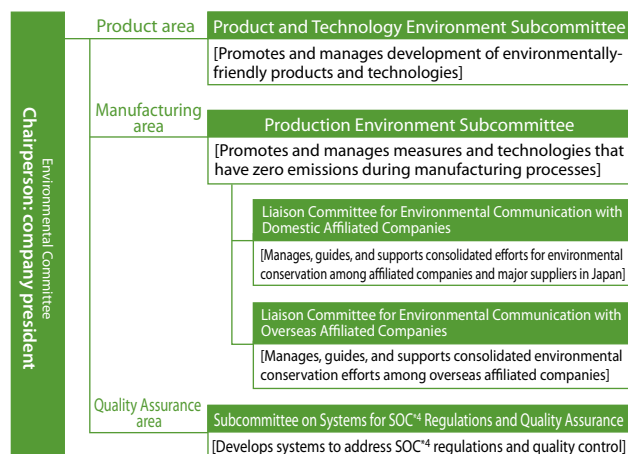 Environmental Committee
Chairperson: company president
Product area
Product and Technology Environment Subcommittee
[Promotes and manages development of environmentally-
friendly products and technologies]
Manufacturing
area
Production Environment Subcommittee
[Promotes and manages measures and technologies that
have zero emissions during manufacturing processes]
Liaison Committee for Environmental Communication with
Domestic Affiliated Companies
[Manages, guides, and supports consolidated efforts for environmental
conservation among affiliated companies and major suppliers in Japan]
Liaison Committee for Environmental Communication with
Overseas Affiliated Companies
[Manages, guides, and supports consolidated environmental
conservation efforts among overseas affiliated companies]
Quality Assurance
area
Subcommittee on Systems for SOC*4 Regulations and Quality Assurance
[Develops systems to address SOC*4 regulations and quality control]